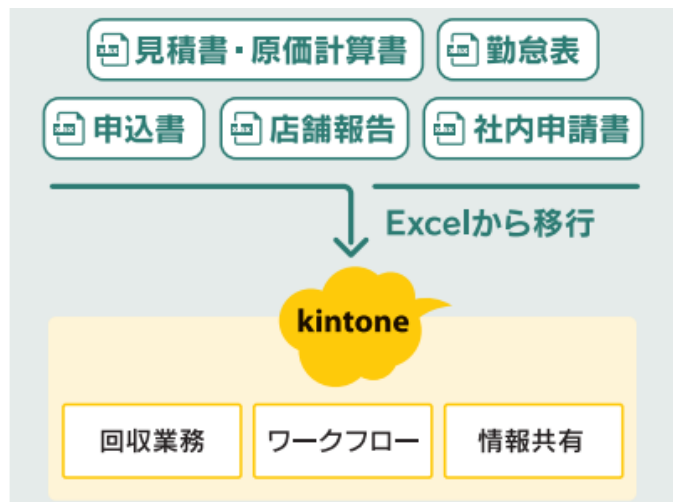 見積書・原価計算書 勤怠表
申込書 店舗報告 社内申請書
Excelから移行
kintone
回収業務 ワークフロー 情報共有